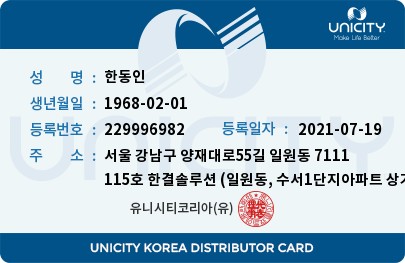 UNICITY
Make Life Better
성 명 : 한동인
생년월일 : 1968-02-01
등록번호 : 229996982 등록일자 : 2021-07-19
주 소 : 서울 강남구 양재대로55길 일원동 7111
115호 한결솔루션 (일원동, 수서1단지아파트 상가
유니시티코리아(유)
UNICITY KOREA DISTRIBUTOR CARD
UNICITY